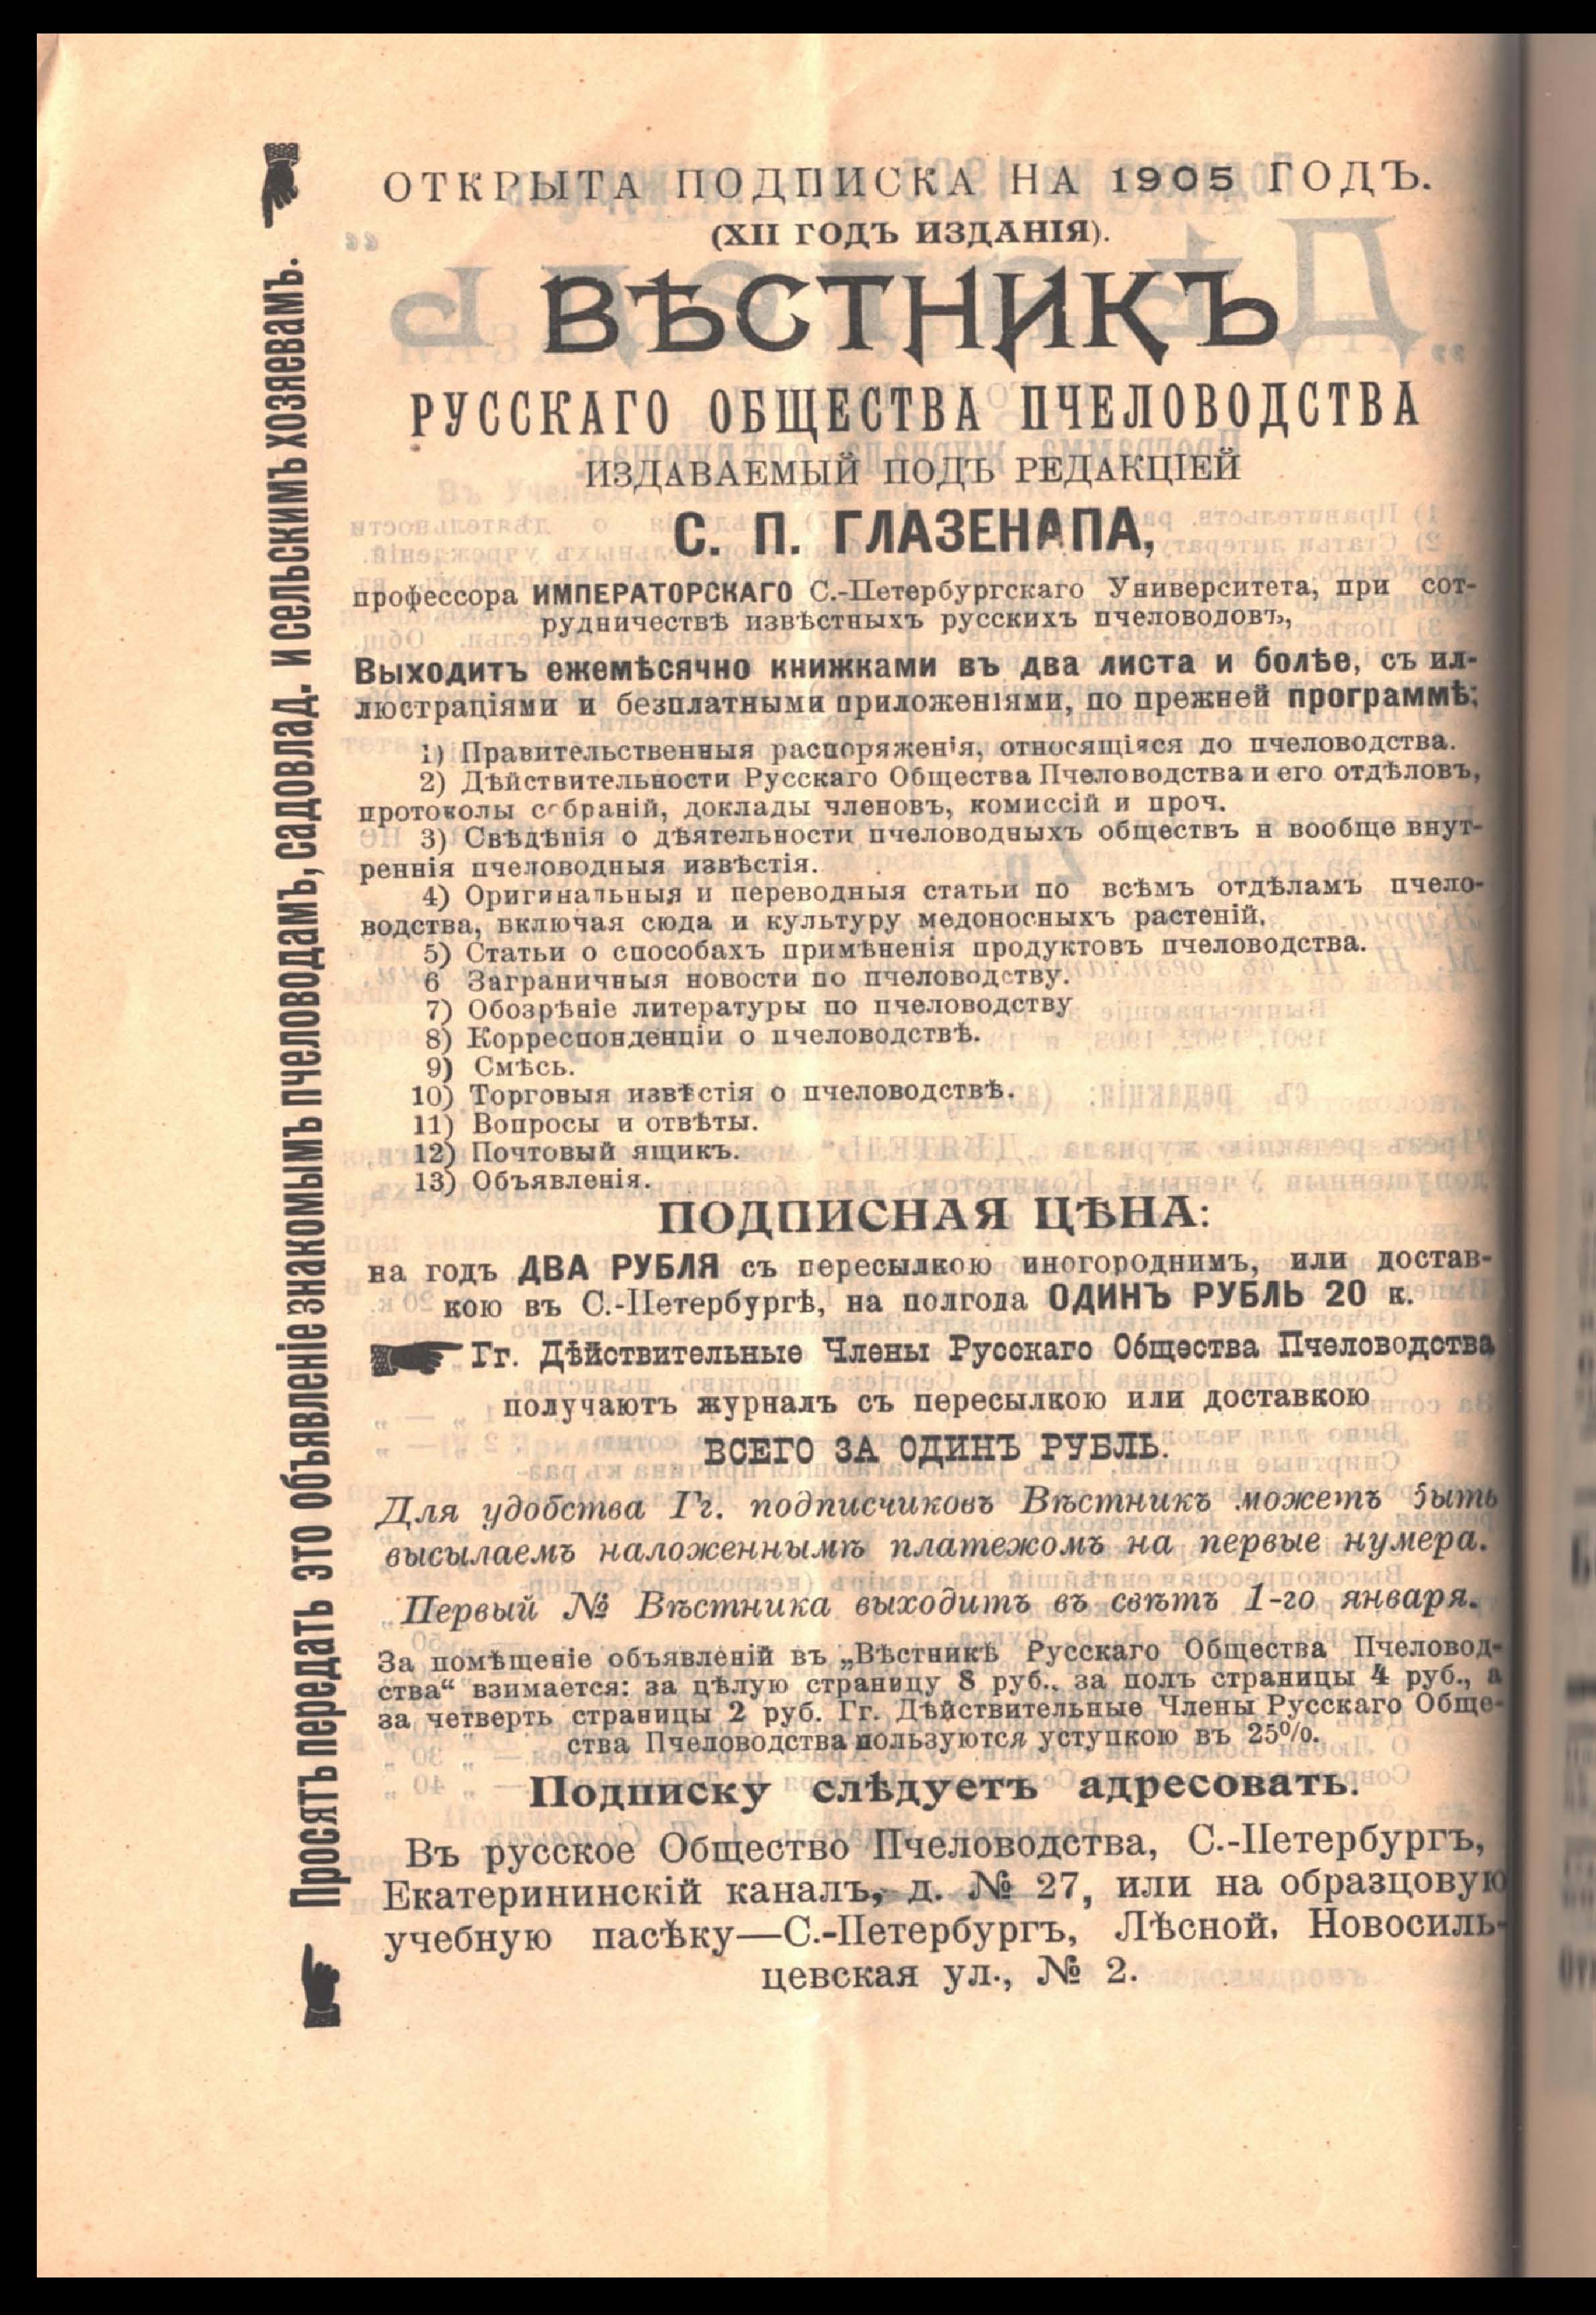 ОТКРЫТА ПОДПИСКА НА 1905 ГОДЪ.
(XII ГОДЪ ИЗДАНІЯ).
ВѢСТНИКЪ
РУССКАГО ОБЩЕСТВА ПЧЕЛОВОДСТВА
ИЗДАВАЕМЫЙ ПОДЪ РЕДАКЦІЕЙ
С. П. ГЛАЗЕНАПА,
профессора ИМПЕРАТОРСКАГО С.-Петербургскаго Университета, при сот-
рудничествѣ извѣстныхъ русскихъ пчеловодовъ,
Выходитъ ежемѣсячно книжками въ два листа и болѣе, съ ил-
люстраціями и безплатными приложеніями, по прежней программѣ:
1) Правительственныя распоряженія, относящіяся до пчеловодства.
2) Дѣйствительности Русскаго Общества Пчеловодства и его отдѣловъ,
протоколы собраній, доклады членовъ, комиссій и проч.
3) Свѣдѣнія о дѣятельности пчеловодныхъ обществъ н вообще внут-
реннія пчеловодныя извѣстія.
4) Оригинальныя и переводныя статьи по всѣмъ отдѣламъ пчело-
водства, включая сюда и культуру медоносныхъ растеній.
5) Статьи о способахъ примѣненія продуктовъ пчеловодства.
6 Заграничныя новости по пчеловодству.
7) Обозрѣніе литературы по пчеловодству
8) Корреспонденціи о пчеловодствѣ.
9) Смѣсь.
10) Торговыя извѣстія о пчеловодствѣ.
11) Вопросы и отвѣты.
12) Почтовый ящикъ.
13) Объявленія.
ПОДПИСНАЯ ЦѢНА:
на годъ ДВА РУБЛЯ съ пересылкою иногороднимъ, или достав-
кою въ С.-Петербургѣ, на полгода ОДИНЪ РУБЛЬ 20 к.
Гг. Дѣйствительные Члены Русскаго Общества Пчеловодства
получаютъ журналъ съ пересылкою или доставкою
ВСЕГО ЗА ОДИНЪ РУБЛЬ.
Для удобства Гг. подписчиковъ Вѣстникъ можетъ быть
высылаемъ наложеннымъ платежомъ на первые нумера.
Первый № Вѣстника выходитъ въ свѣтъ 1-го января.
За помѣщеніе объявленій въ „Вѣстникѣ Русскаго Общества Пчеловод-
ства“ взимается: за цѣлую страницу 8 руб.. за полъ страницы 4 руб., а
за четверть страницы 2 руб. Гг. Дѣйствительные Члены Русскаго Обще-
ства Пчеловодства пользуются уступкою въ 25%.
Подписку слѣдуетъ адресовать.
Въ русское Общество Пчеловодства, С.-Петербургъ,
Екатерининскій каналъ, д. № 27, или на образцовую
учебную пасѣку—С.-Петербургъ, Лѣсной, Новосиль-
цевская ул., № 2.
Просятъ передать это объявленіе знакомымъ пчеловодамъ, садовлад. и сельскимъ хозяевамъ.